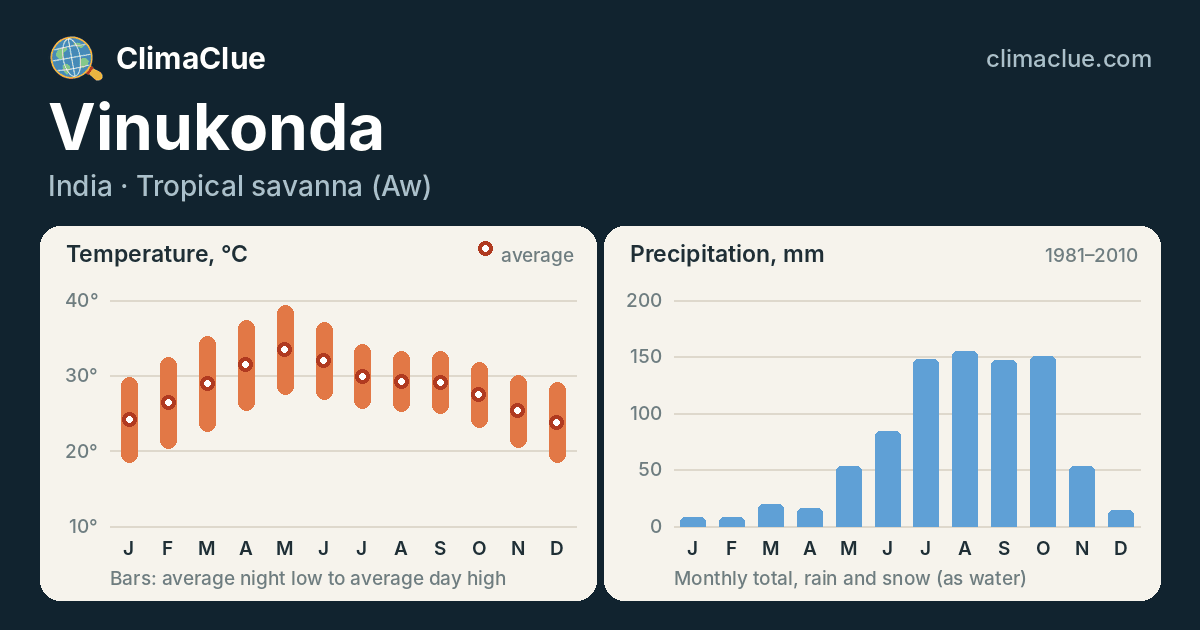 ClimaClue
climaclue.com
Vinukonda
India · Tropical savanna (Aw)
Temperature, °C
average
40°
30°
20°
10°
J F M A M J J A S O N D
Bars: average night low to average day high
Precipitation, mm
1981–2010
200
150
100
50
0
J F M A M J J A S O N D
Monthly total, rain and snow (as water)